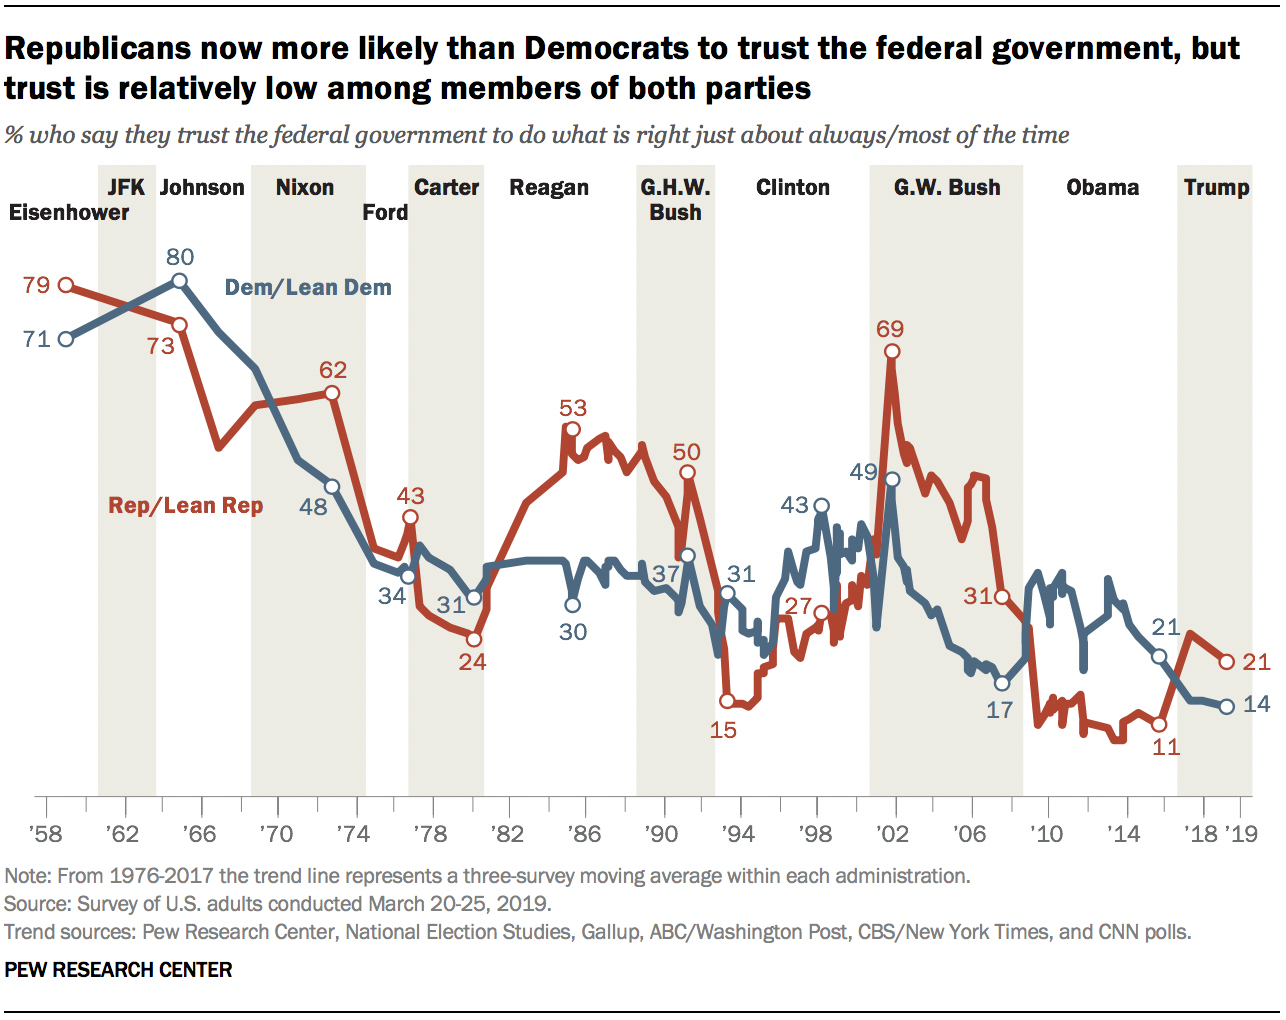 Republicans now more likely than Democrats to trust the federal government, but
trust is relatively low among members of both parties
% who say they trust the federal government to do what is right just about always/most of the time
JFK Johnson Nixon Carter Reagan G.H.W. Clinton G.W. Bush Obama Trump
Eisenhower Ford Bush
80
79
Dem/Lean Dem
71
73
69
62
53
50
49
48
Rep/Lean Rep
43
43
37
31
34
31
27
31
30
24
21
21
15
17
14
11
’58 ’62 ’66 ’70 ’74 ’78 ’82 ’86 ’90 ’94 ’98 ’02 ’06 ’10 ’14 ’18 ’19
Note: From 1976-2017 the trend line represents a three-survey moving average within each administration.
Source: Survey of U.S. adults conducted March 20-25, 2019.
Trend sources: Pew Research Center, National Election Studies, Gallup, ABC/Washington Post, CBS/New York Times, and CNN polls.
PEW RESEARCH CENTER